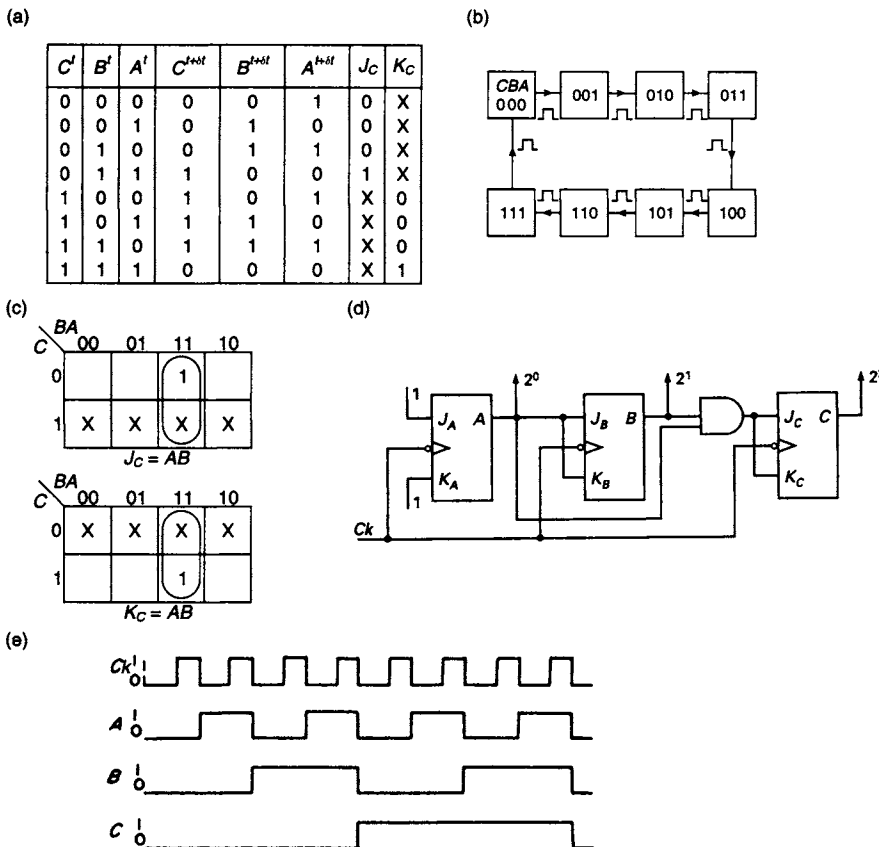 (a)
C^t B^t A^t C^{t+δt} B^{t+δt} A^{t+δt} J_C K_C
0 0 0 0 0 1 0 X
0 0 1 0 1 0 0 X
0 1 0 0 1 1 0 X
0 1 1 1 0 0 1 X
1 0 0 1 0 1 X 0
1 0 1 1 1 0 X 0
1 1 0 1 1 1 X 0
1 1 1 0 0 0 X 1
(b)
CBA
000 001 010 011
111 110 101 100
(c)
BA
C 00 01 11 10
0 1
1 X X X X
J_C = AB
BA
C 00 01 11 10
0 X X X X
1 1
K_C = AB
(d)
1 2^0 2^1
J_A A J_B B J_C C
K_A K_B K_C
1
Ck
(e)
Ck 1 0
A 1 0
B 1 0
C 1 0